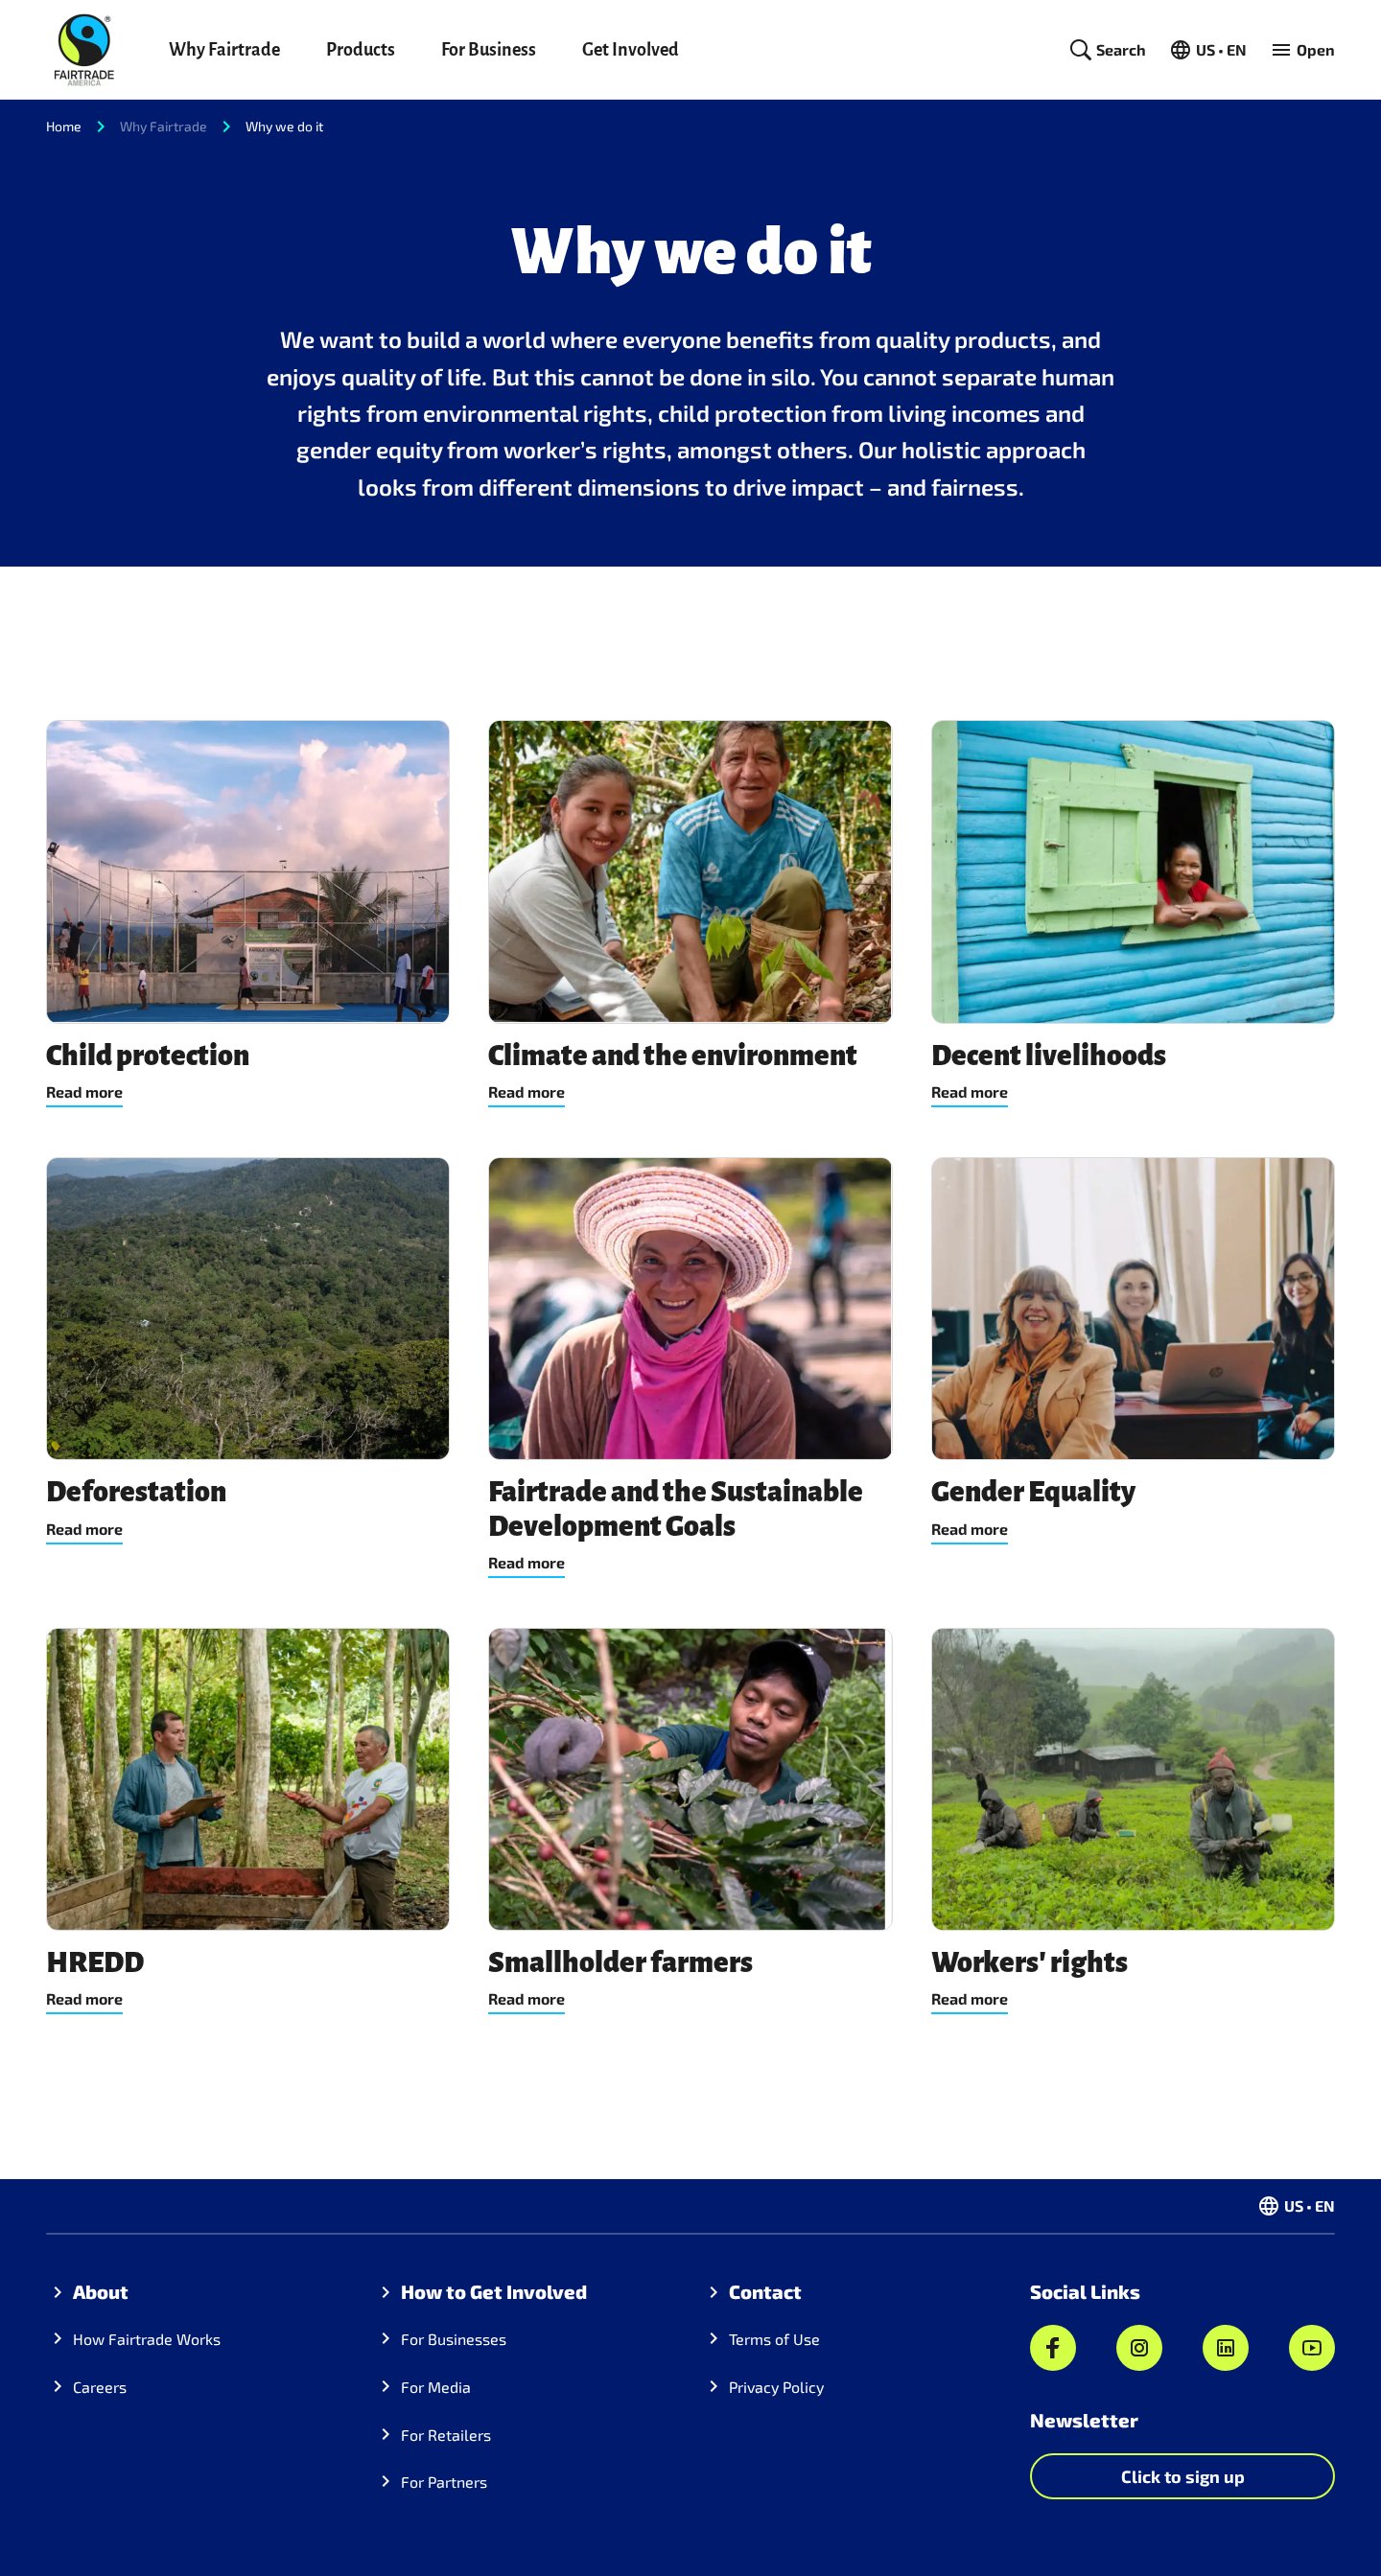 FAIRTRADE
AMERICA
Why Fairtrade
Products
For Business
Get Involved
Search
US • EN
Open
Home
Why Fairtrade
Why we do it
Why we do it
We want to build a world where everyone benefits from quality products, and
enjoys quality of life. But this cannot be done in silo. You cannot separate human
rights from environmental rights, child protection from living incomes and
gender equity from worker’s rights, amongst others. Our holistic approach
looks from different dimensions to drive impact – and fairness.
Child protection
Read more
Climate and the environment
Read more
Decent livelihoods
Read more
Deforestation
Read more
Fairtrade and the Sustainable
Development Goals
Read more
Gender Equality
Read more
HREDD
Read more
Smallholder farmers
Read more
Workers' rights
Read more
US • EN
About
How Fairtrade Works
Careers
How to Get Involved
For Businesses
For Media
For Retailers
For Partners
Contact
Terms of Use
Privacy Policy
Social Links
Newsletter
Click to sign up